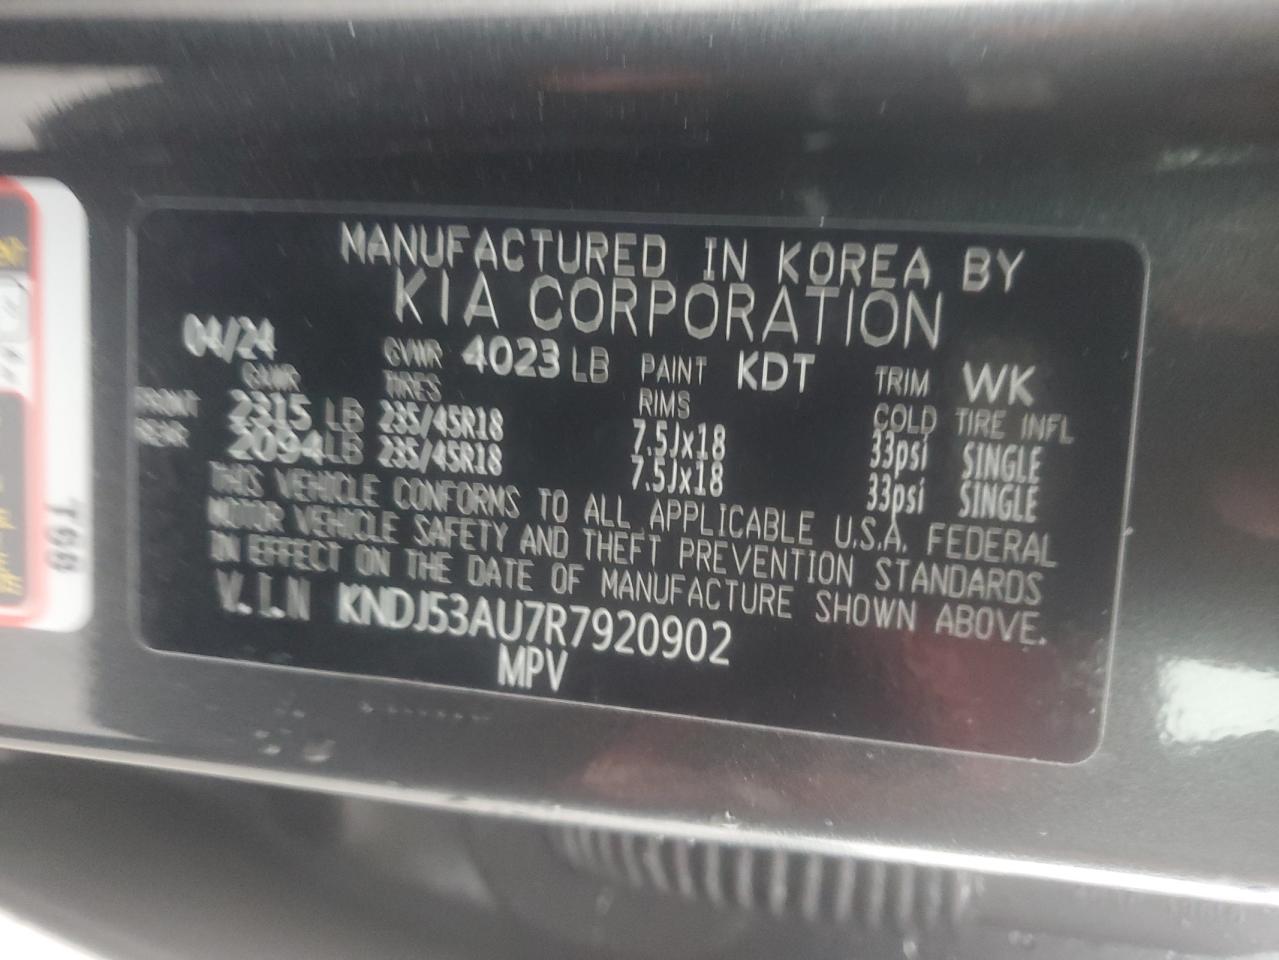 MANUFACTURED IN KOREA BY
KIA CORPORATION
04/24 GVWR 4023 LB PAINT KDT TRIM WK
GAWR TIRES RIMS COLD TIRE INFL
FRONT 2315 LB 235/45R18 7.5Jx18 33psi SINGLE
REAR 2094 LB 235/45R18 7.5Jx18 33psi SINGLE
THIS VEHICLE CONFORMS TO ALL APPLICABLE U.S.A. FEDERAL
MOTOR VEHICLE SAFETY AND THEFT PREVENTION STANDARDS
IN EFFECT ON THE DATE OF MANUFACTURE SHOWN ABOVE.
V.I.N KNDJ53AU7R7920902
MPV